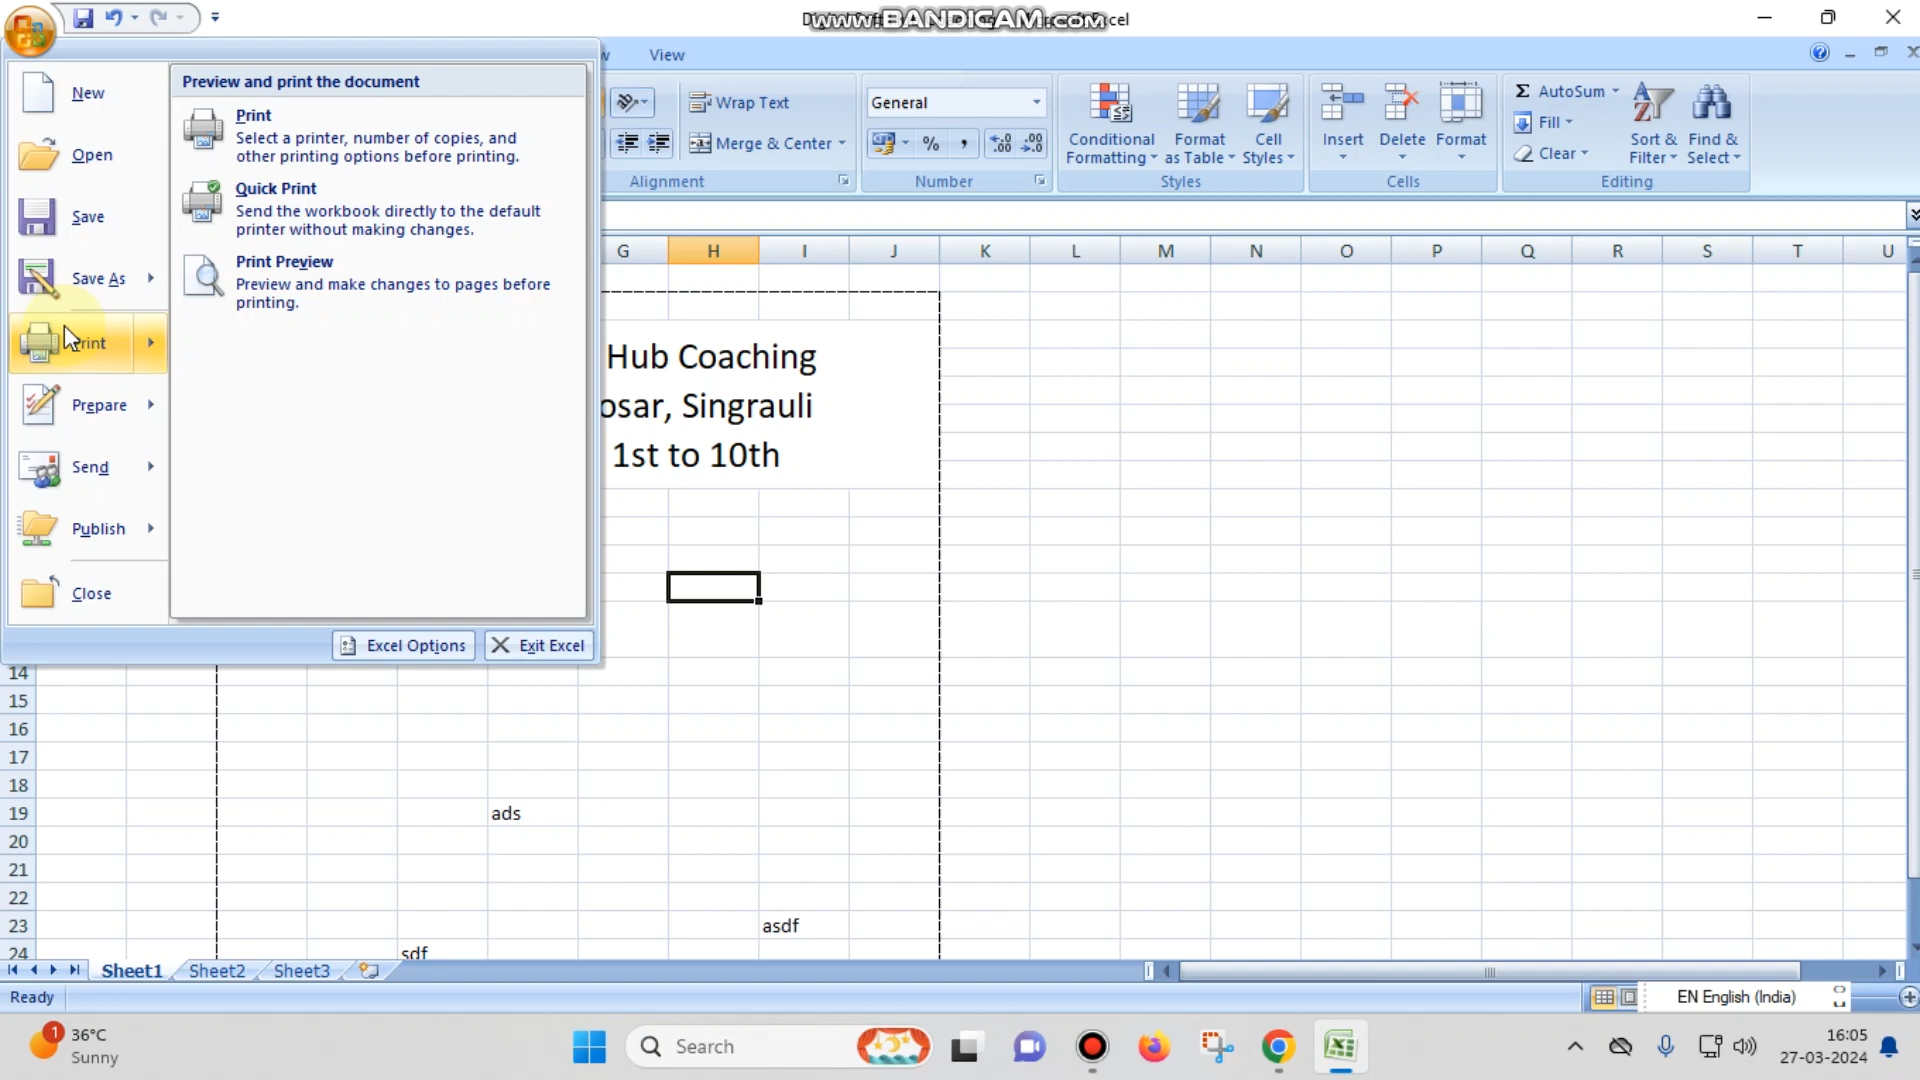 www.BANDICAM.com
View
New
Open
Save
Save As
Print
Prepare
Send
Publish
Close
Preview and print the document
Print
Select a printer, number of copies, and
other printing options before printing.
Quick Print
Send the workbook directly to the default
printer without making changes.
Print Preview
Preview and make changes to pages before
printing.
Excel Options
Exit Excel
Wrap Text
Merge & Center
Alignment
General
%
Number
Conditional
Formatting
Format
as Table
Cell
Styles
Styles
Insert
Delete
Format
Cells
AutoSum
Fill
Clear
Sort &
Filter
Find &
Select
Editing
G H I J K L M N O P Q R S T U
Hub Coaching
osar, Singrauli
1st to 10th
14
15
16
17
18
19 ads
20
21
22
23 asdf
24 sdf
Sheet1 Sheet2 Sheet3
Ready
EN English (India)
1
36°C
Sunny
Search
16:05
27-03-2024